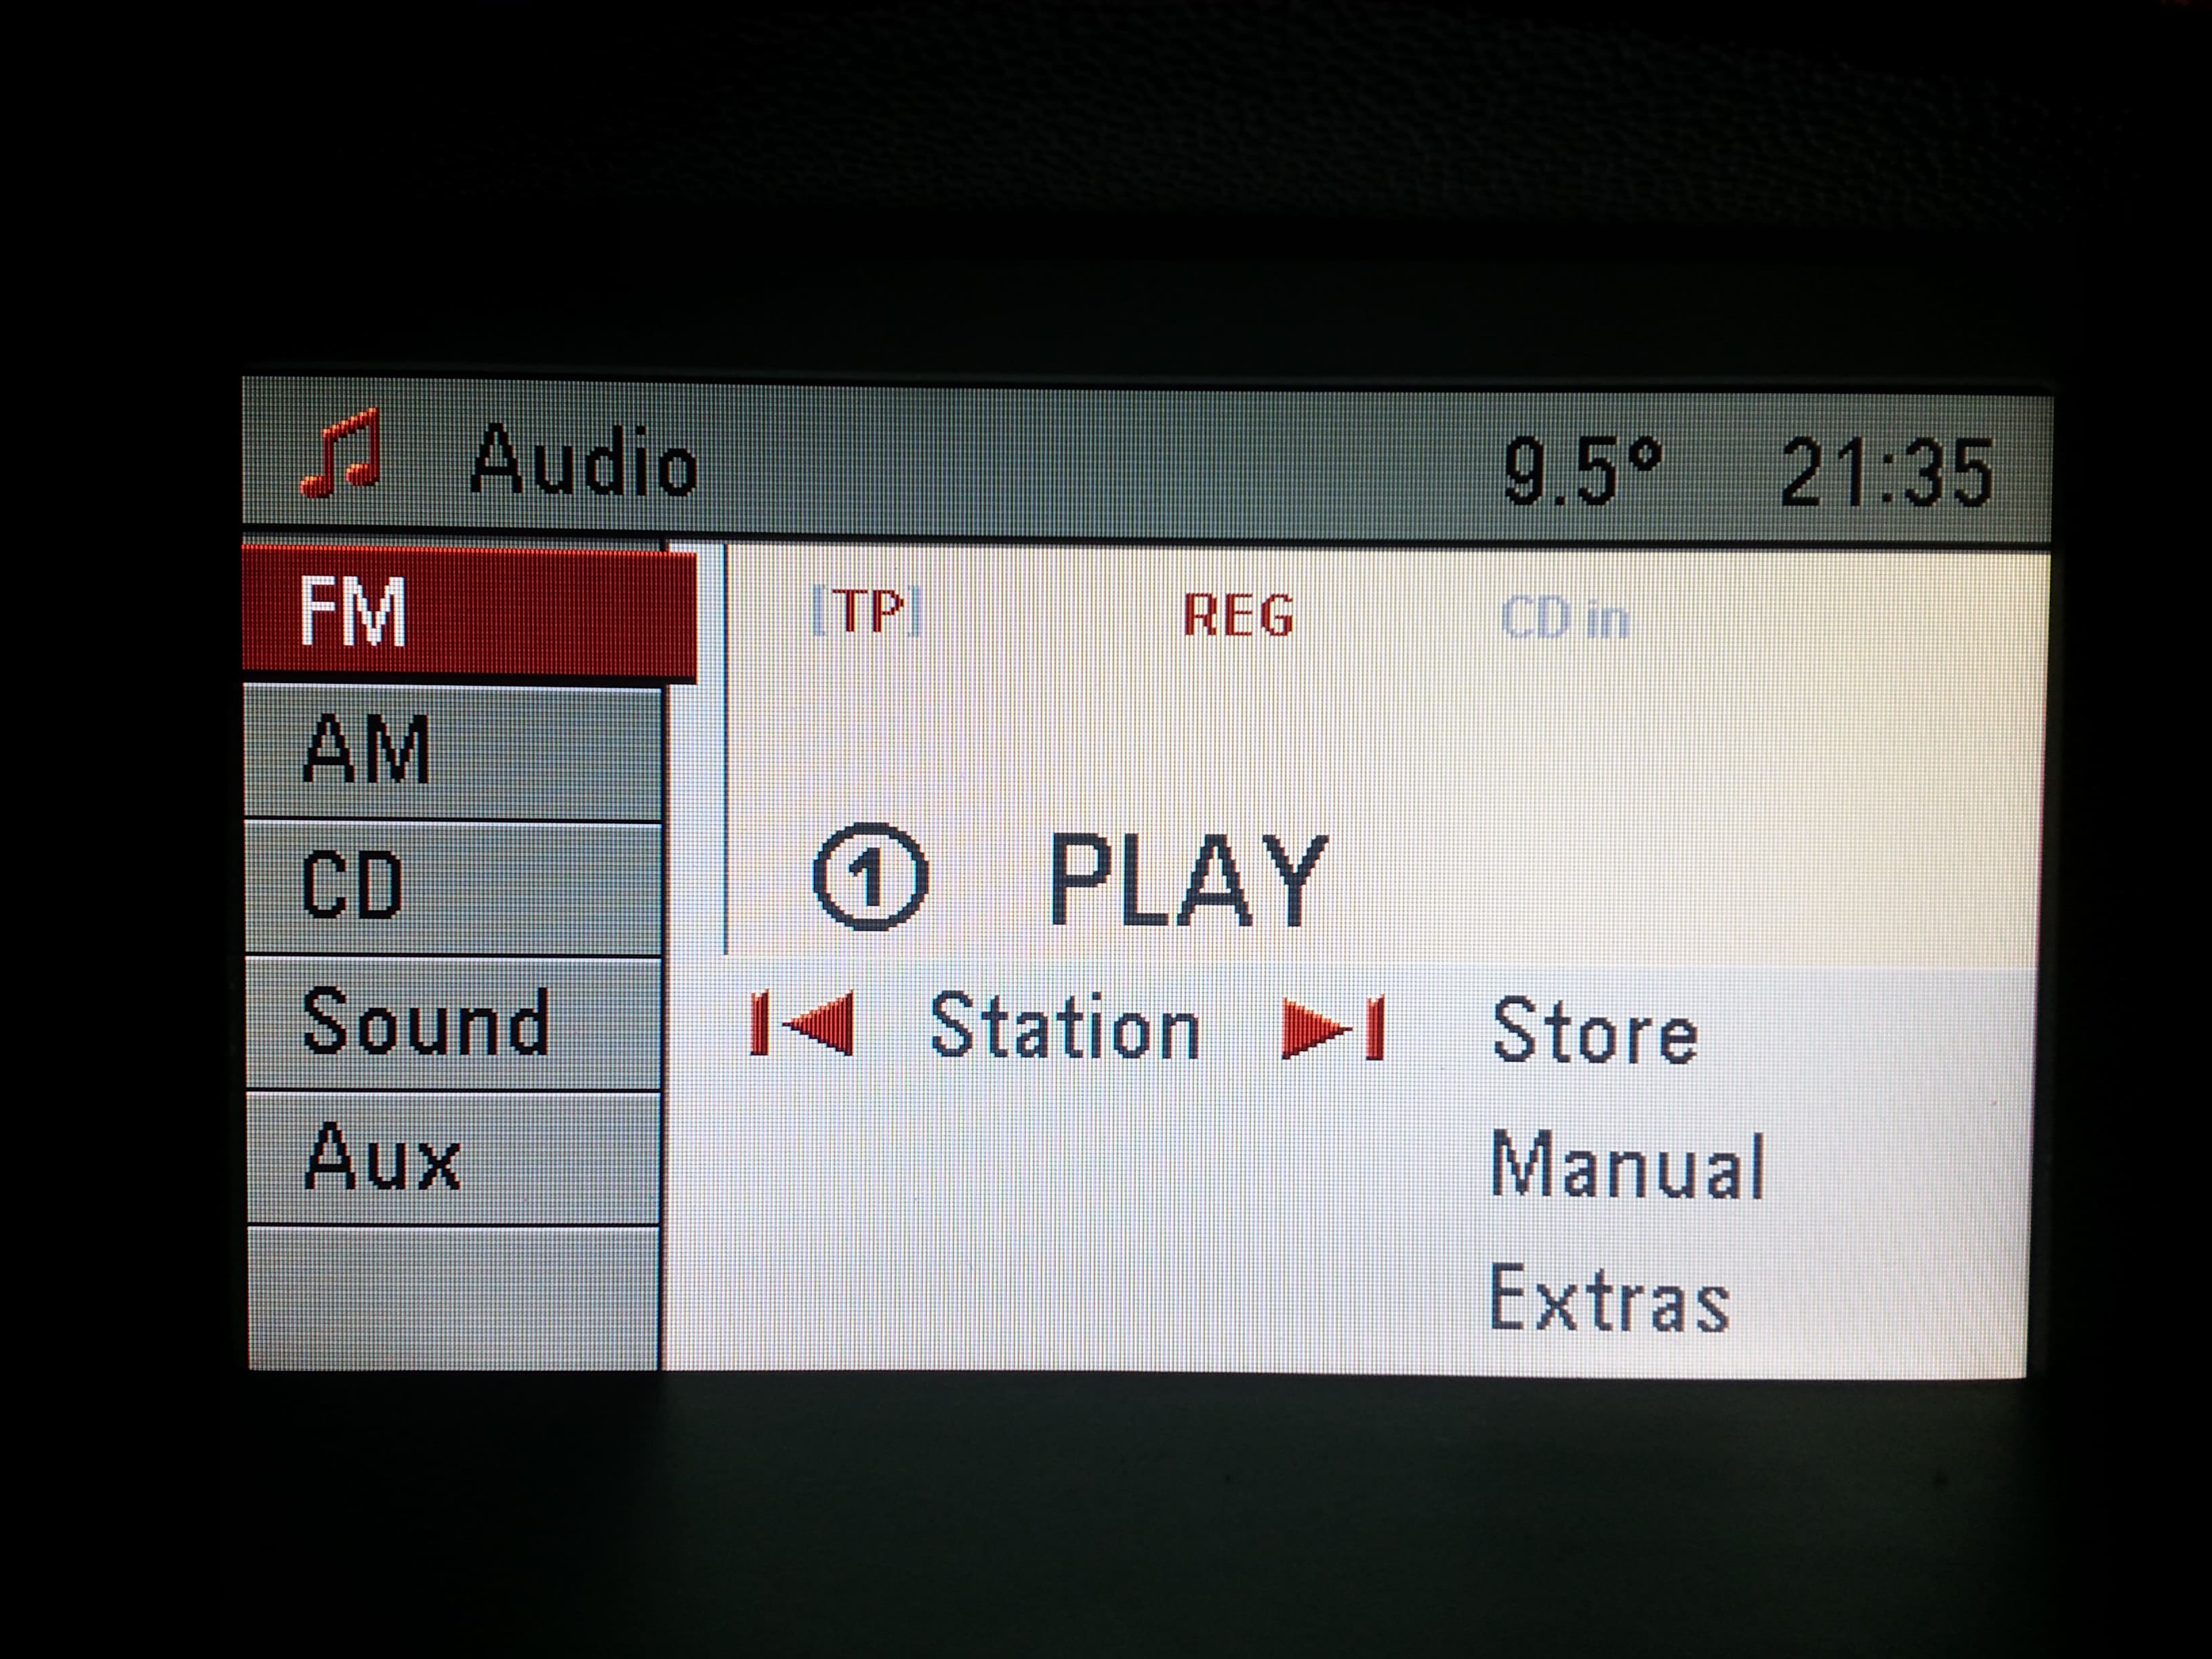 Audio 9.5° 21:35
FM
AM
CD
Sound
Aux
[TP] REG CD in
1 PLAY
Station Store
Manual
Extras